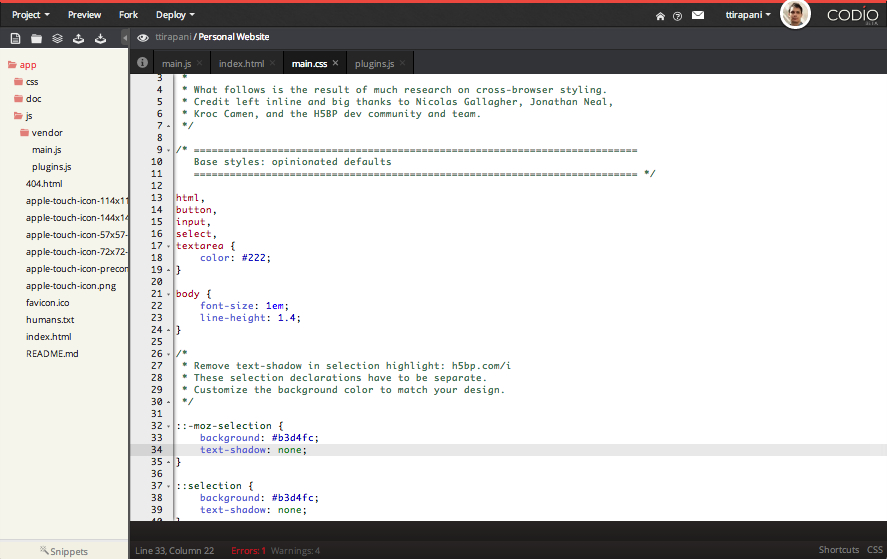 Project Preview Fork Deploy
ttirapani
CODIO
ALFA
ttirapani / Personal Website
main.js × index.html × main.css × plugins.js ×
app
css
doc
js
vendor
main.js
plugins.js
404.html
apple-touch-icon-114x11
apple-touch-icon-144x14
apple-touch-icon-57x57-
apple-touch-icon-72x72-
apple-touch-icon-precon
apple-touch-icon.png
favicon.ico
humans.txt
index.html
README.md
Snippets
3 *
4 * What follows is the result of much research on cross-browser styling.
5 * Credit left inline and big thanks to Nicolas Gallagher, Jonathan Neal,
6 * Kroc Camen, and the H5BP dev community and team.
7 */
8
9 /* ==========================================================================
10 Base styles: opinionated defaults
11 ========================================================================== */
12
13 html,
14 button,
15 input,
16 select,
17 textarea {
18 color: #222;
19 }
20
21 body {
22 font-size: 1em;
23 line-height: 1.4;
24 }
25
26 /*
27 * Remove text-shadow in selection highlight: h5bp.com/i
28 * These selection declarations have to be separate.
29 * Customize the background color to match your design.
30 */
31
32 ::-moz-selection {
33 background: #b3d4fc;
34 text-shadow: none;
35 }
36
37 ::selection {
38 background: #b3d4fc;
39 text-shadow: none;
40 }
Line 33, Column 22 Errors: 1 Warnings: 4
Shortcuts CSS